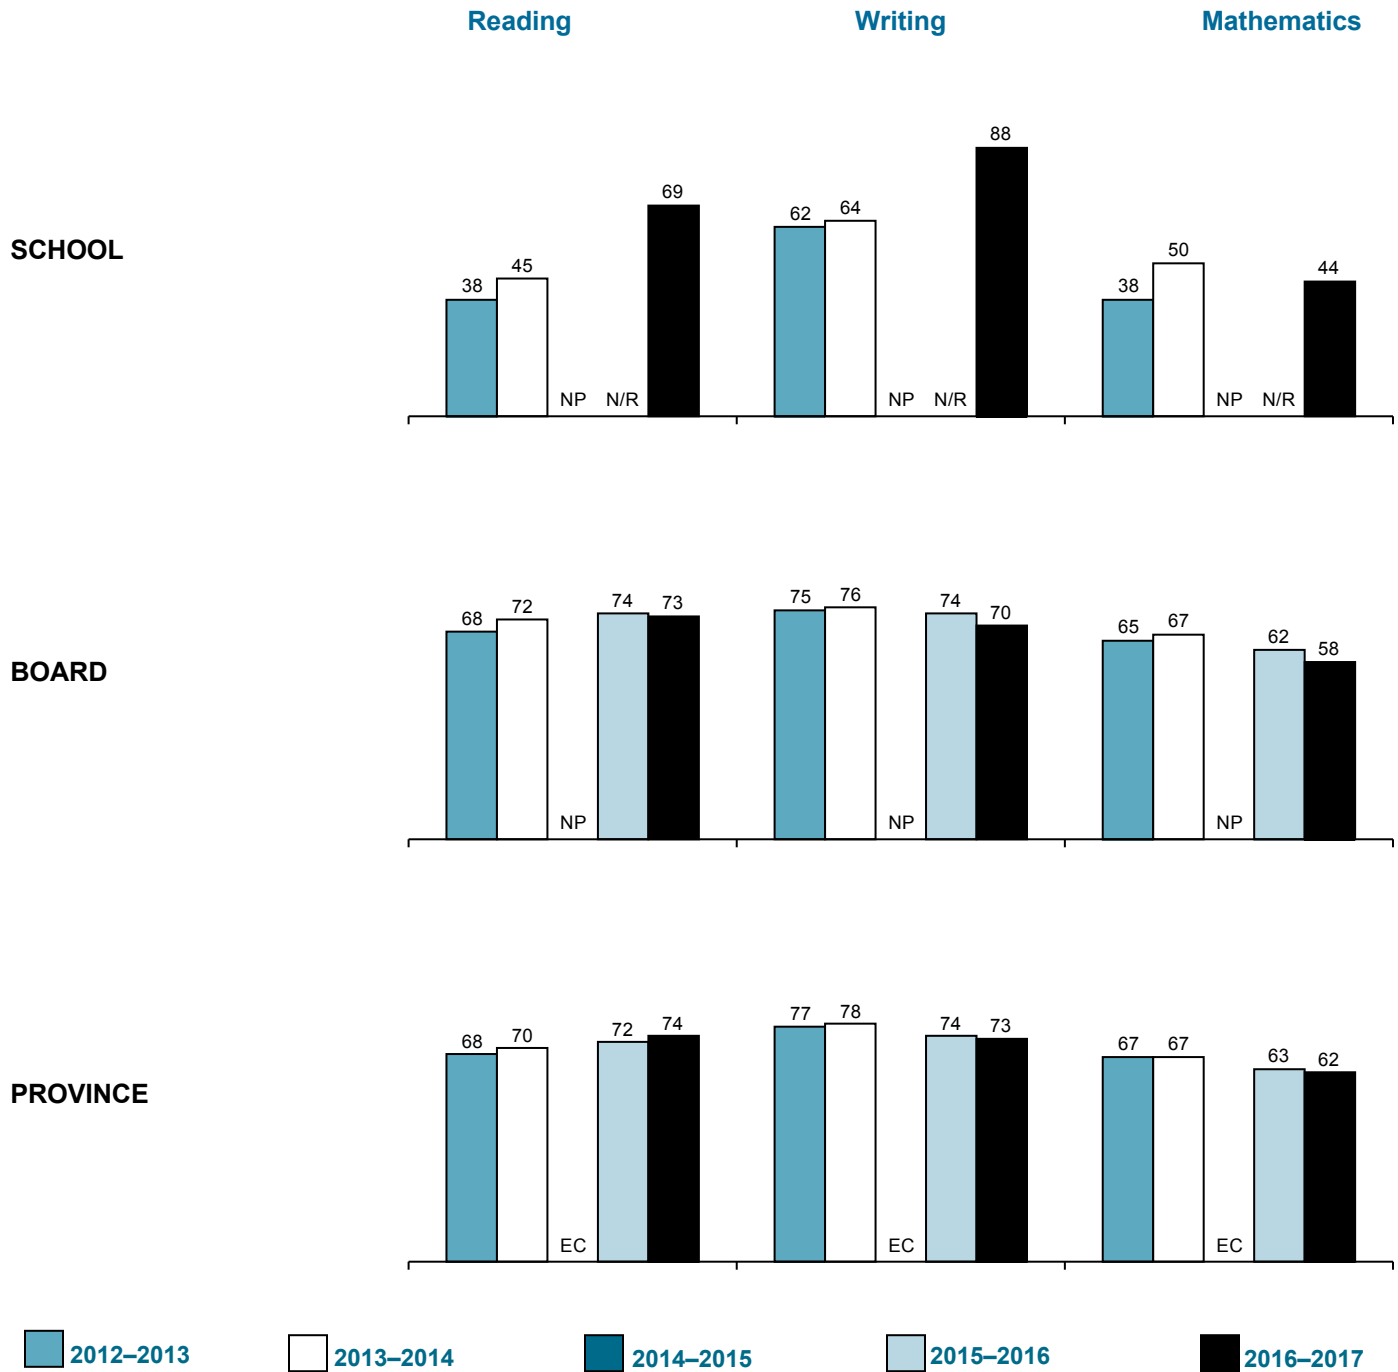 Reading Writing Mathematics
SCHOOL
38 45 NP N/R 69 62 64 NP N/R 88 38 50 NP N/R 44
BOARD
68 72 NP 74 73 75 76 NP 74 70 65 67 NP 62 58
PROVINCE
68 70 EC 72 74 77 78 EC 74 73 67 67 EC 63 62
2012–2013 2013–2014 2014–2015 2015–2016 2016–2017